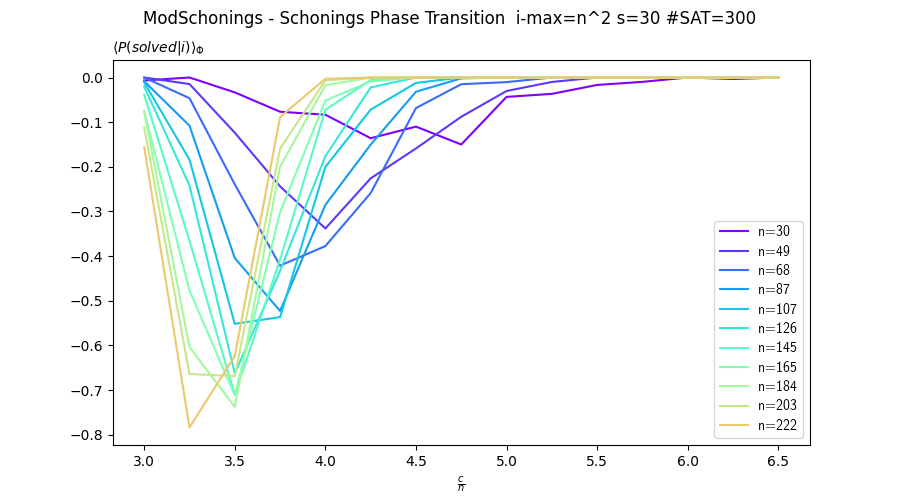 ModSchonings - Schonings Phase Transition  i-max=n^2 s=30 #SAT=300
⟨P(solved|i)⟩Φ
0.0
−0.1
−0.2
−0.3
−0.4
−0.5
−0.6
−0.7
−0.8
n=30
n=49
n=68
n=87
n=107
n=126
n=145
n=165
n=184
n=203
n=222
3.0 3.5 4.0 4.5 5.0 5.5 6.0 6.5
c/n